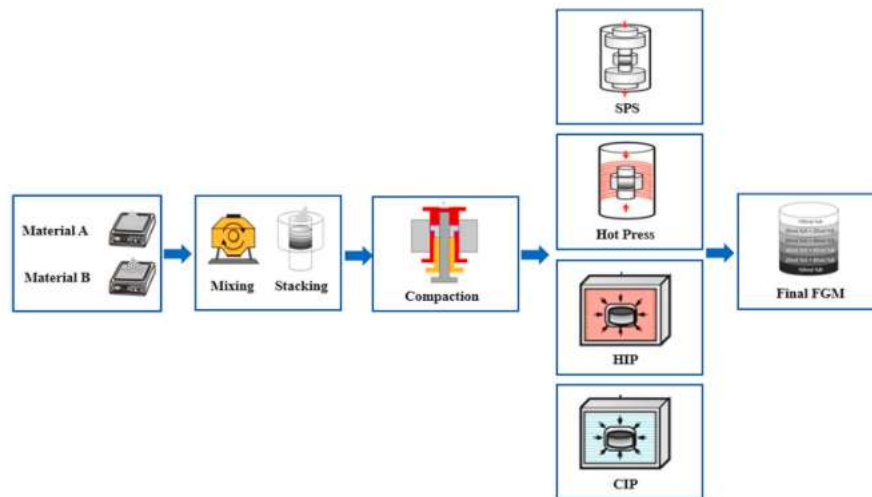 Material A
Material B
Mixing
Stacking
Compaction
SPS
Hot Press
HIP
CIP
Final FGM